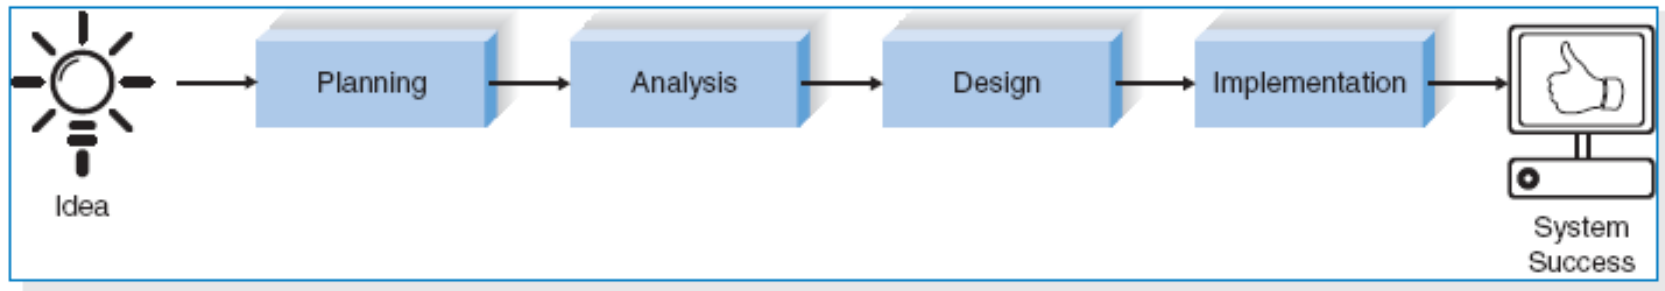 Planning
Analysis
Design
Implementation
Idea
System
Success